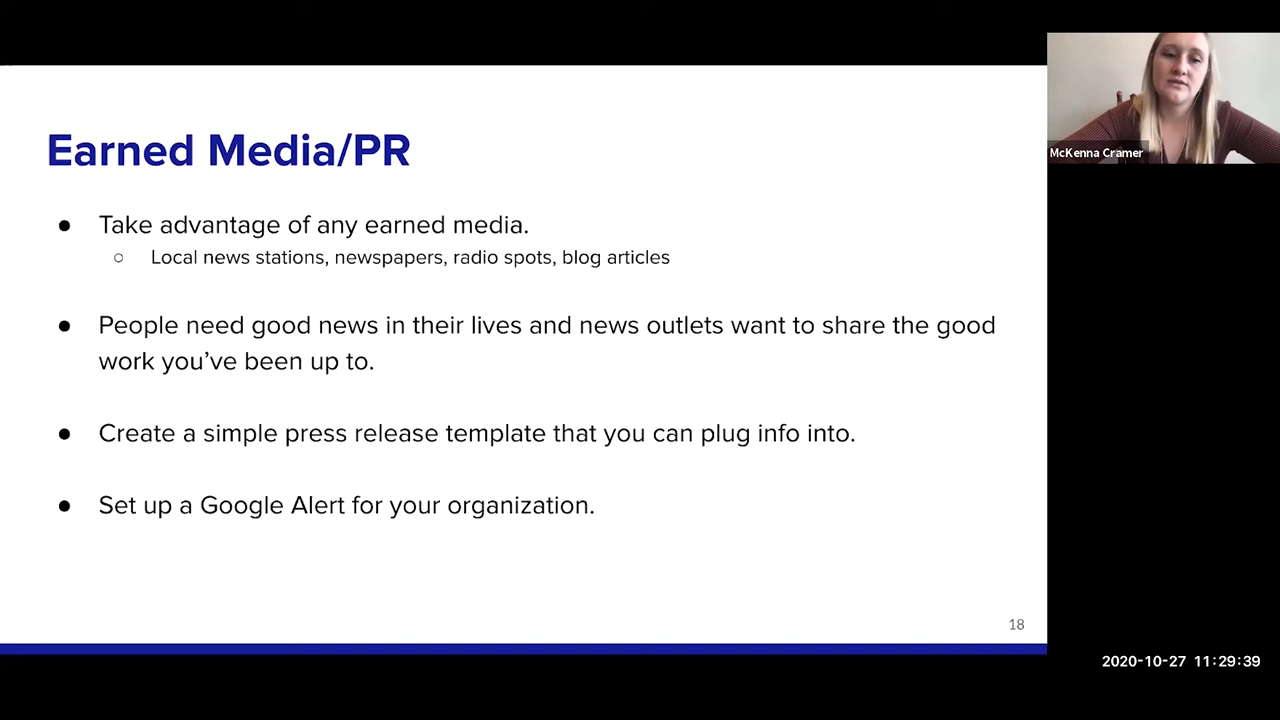 Earned Media/PR
● Take advantage of any earned media.
○ Local news stations, newspapers, radio spots, blog articles
● People need good news in their lives and news outlets want to share the good
work you’ve been up to.
● Create a simple press release template that you can plug info into.
● Set up a Google Alert for your organization.
18
McKenna Cramer
2020-10-27 11:29:39